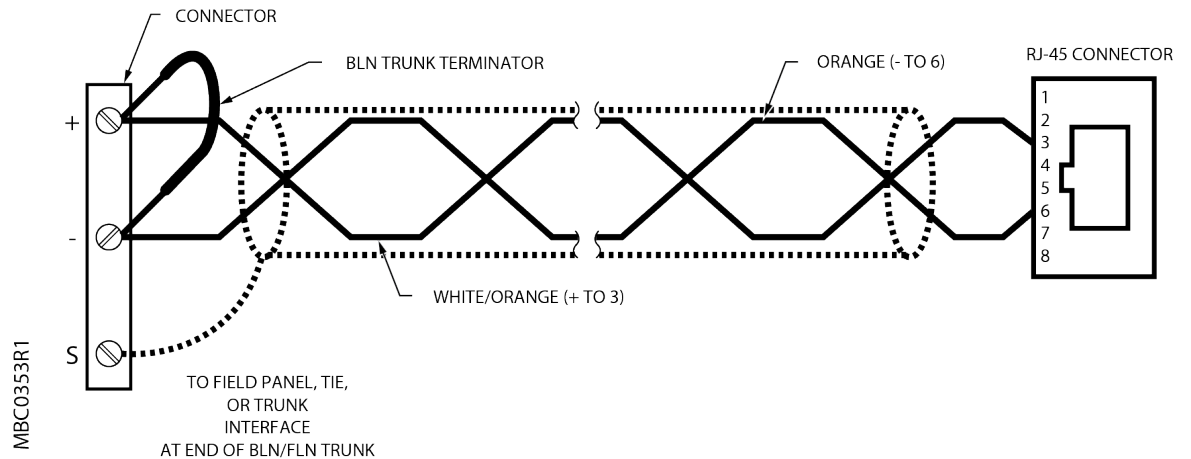 CONNECTOR
BLN TRUNK TERMINATOR
ORANGE (- TO 6)
RJ-45 CONNECTOR
+
-
S
1
2
3
4
5
6
7
8
WHITE/ORANGE (+ TO 3)
TO FIELD PANEL, TIE,
OR TRUNK
INTERFACE
AT END OF BLN/FLN TRUNK
MBC0353R1